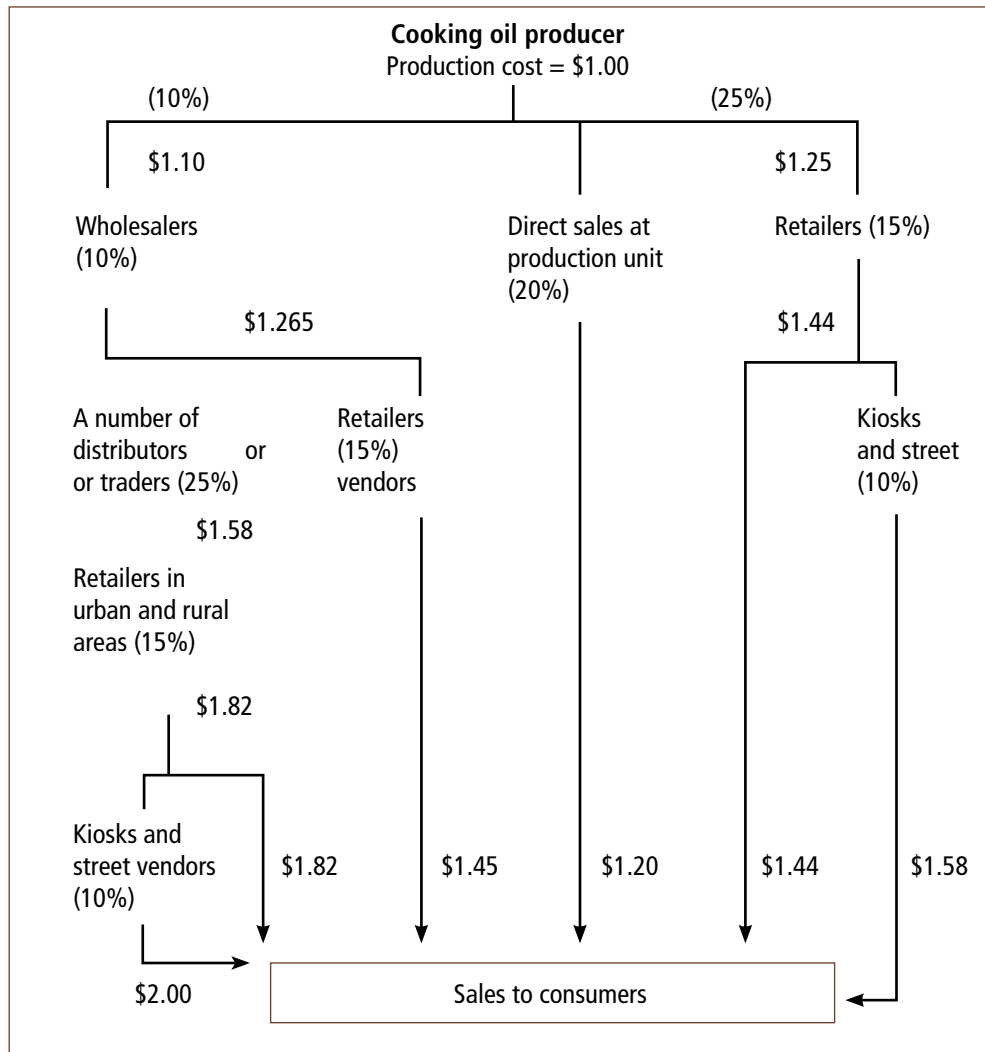 Cooking oil producer
Production cost = $1.00
(10%)
(25%)
$1.10
$1.25
Wholesalers
(10%)
Direct sales at
production unit
(20%)
Retailers (15%)
$1.265
$1.44
A number of
distributors or
or traders (25%)
Retailers
(15%)
vendors
Kiosks
and street
(10%)
$1.58
Retailers in
urban and rural
areas (15%)
$1.82
Kiosks and
street vendors
(10%)
$1.82
$1.45
$1.20
$1.44
$1.58
$2.00
Sales to consumers